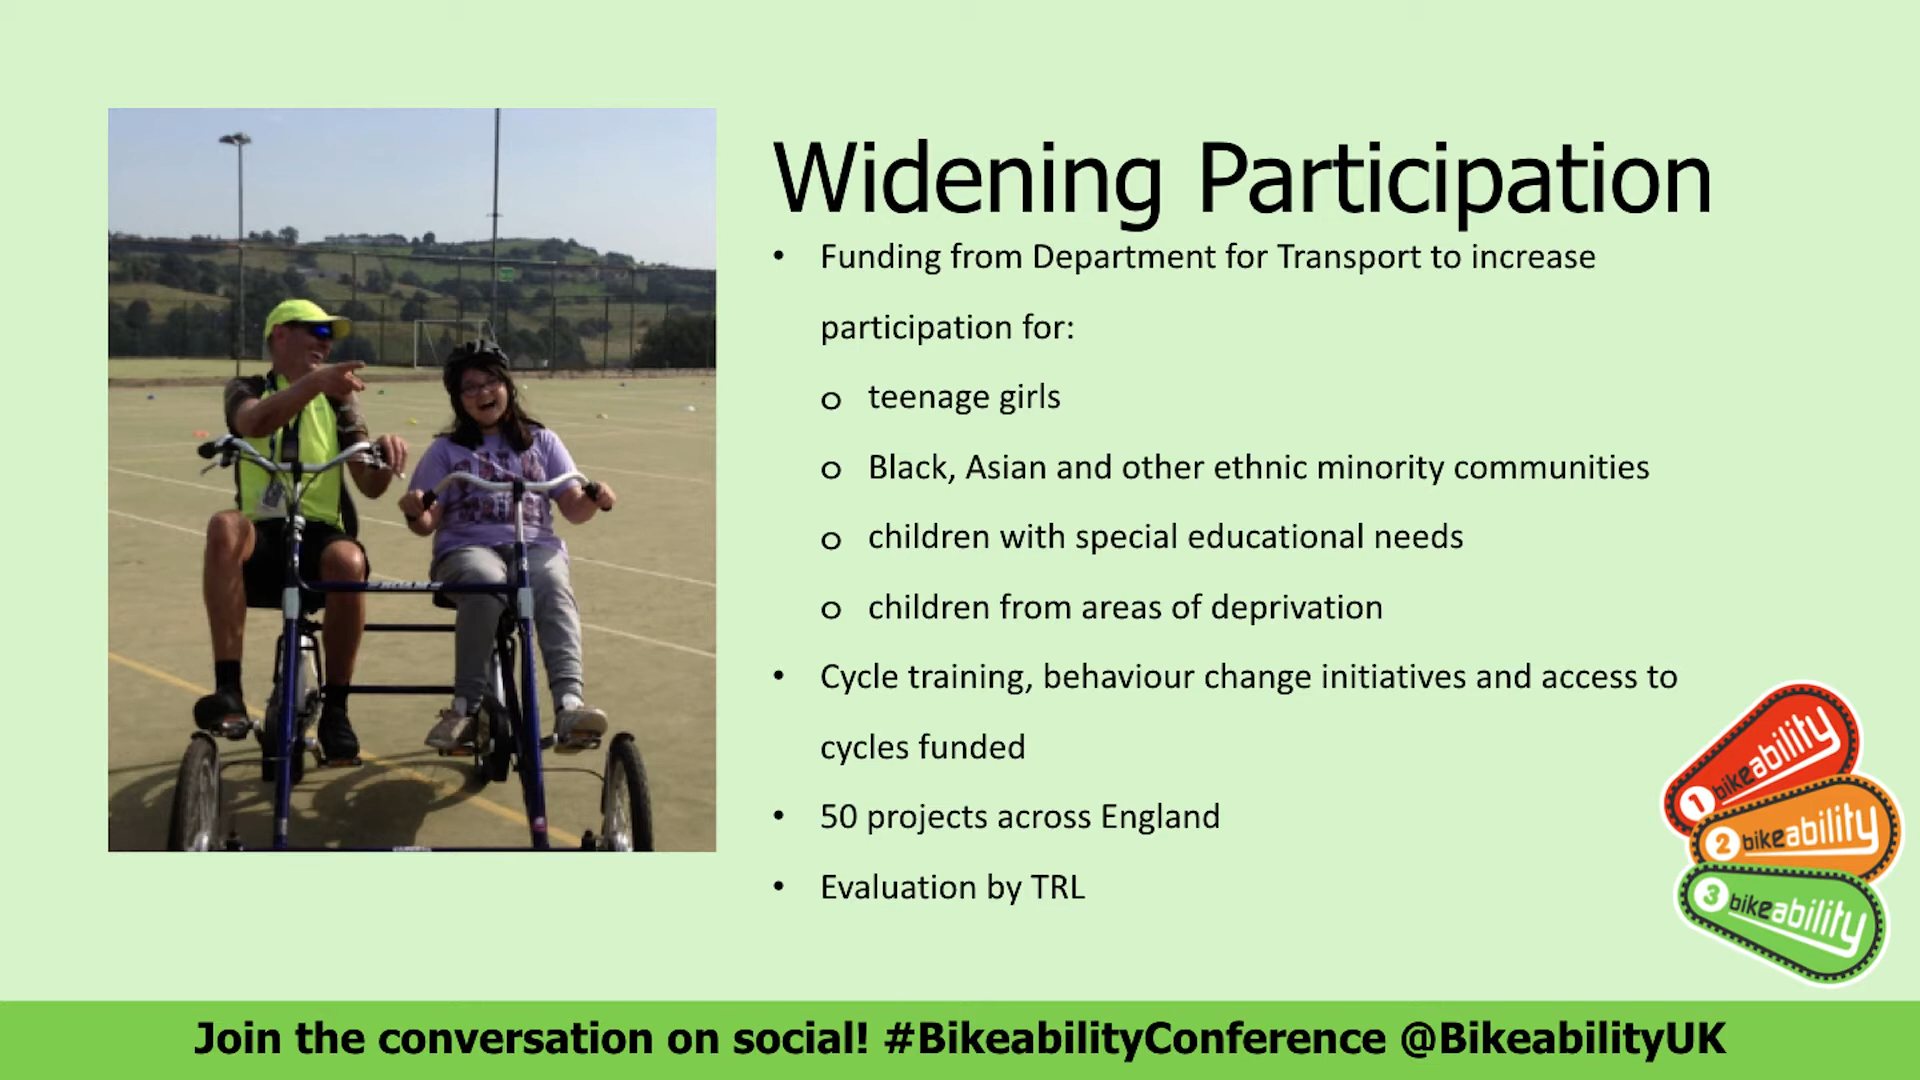 Widening Participation
• Funding from Department for Transport to increase
participation for:
o teenage girls
o Black, Asian and other ethnic minority communities
o children with special educational needs
o children from areas of deprivation
• Cycle training, behaviour change initiatives and access to
cycles funded
• 50 projects across England
• Evaluation by TRL
1 bikeability
2 bikeability
3 bikeability
Join the conversation on social! #BikeabilityConference @BikeabilityUK